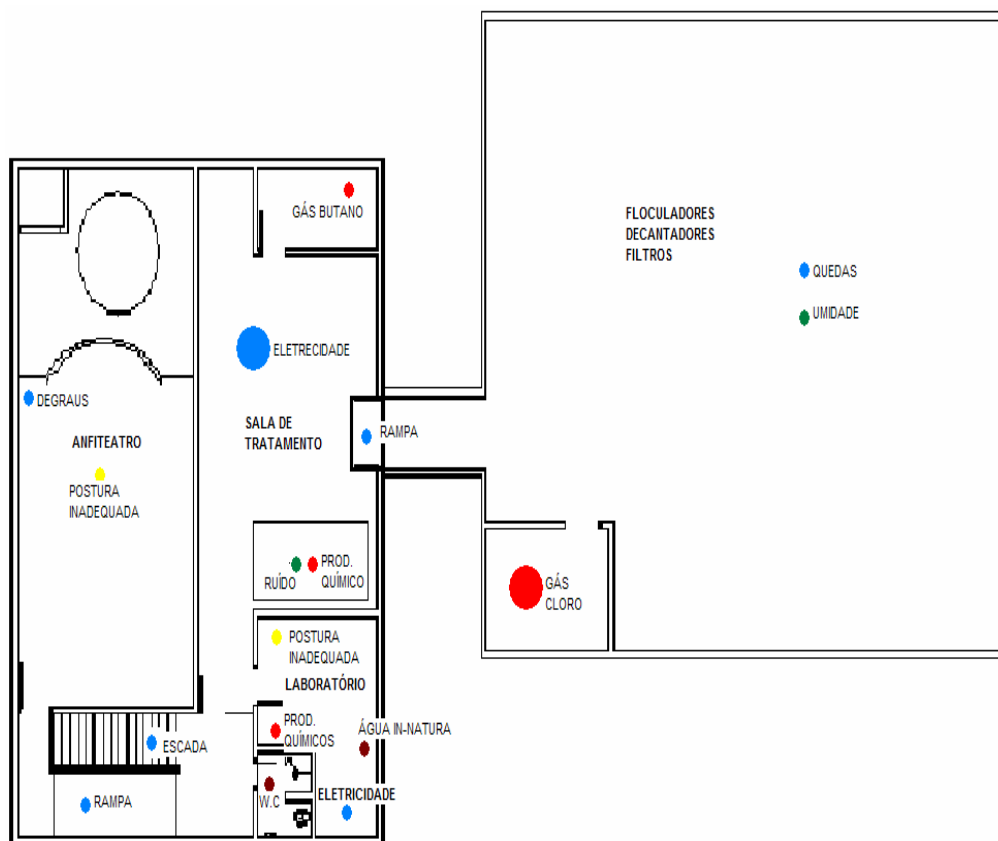 GÁS BUTANO
FLOCULADORES
DECANTADORES
FILTROS
QUEDAS
UMIDADE
ELETRECIDADE
DEGRAUS
ANFITEATRO
SALA DE
TRATAMENTO
RAMPA
POSTURA
INADEQUADA
RUÍDO
PROD.
QUÍMICO
GÁS
CLORO
POSTURA
INADEQUADA
LABORATÓRIO
PROD.
QUÍMICOS
ÁGUA IN-NATURA
ESCADA
RAMPA
W.C
ELETRICIDADE